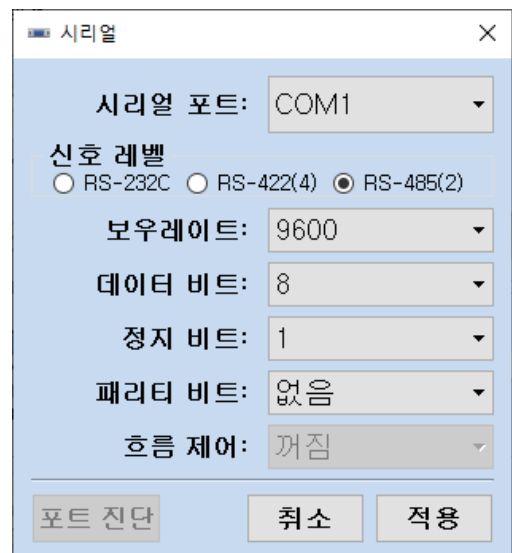 시리얼
시리얼 포트: COM1
신호 레벨
RS-232C RS-422(4) RS-485(2)
보우레이트: 9600
데이터 비트: 8
정지 비트: 1
패리티 비트: 없음
흐름 제어: 꺼짐
포트 진단 취소 적용